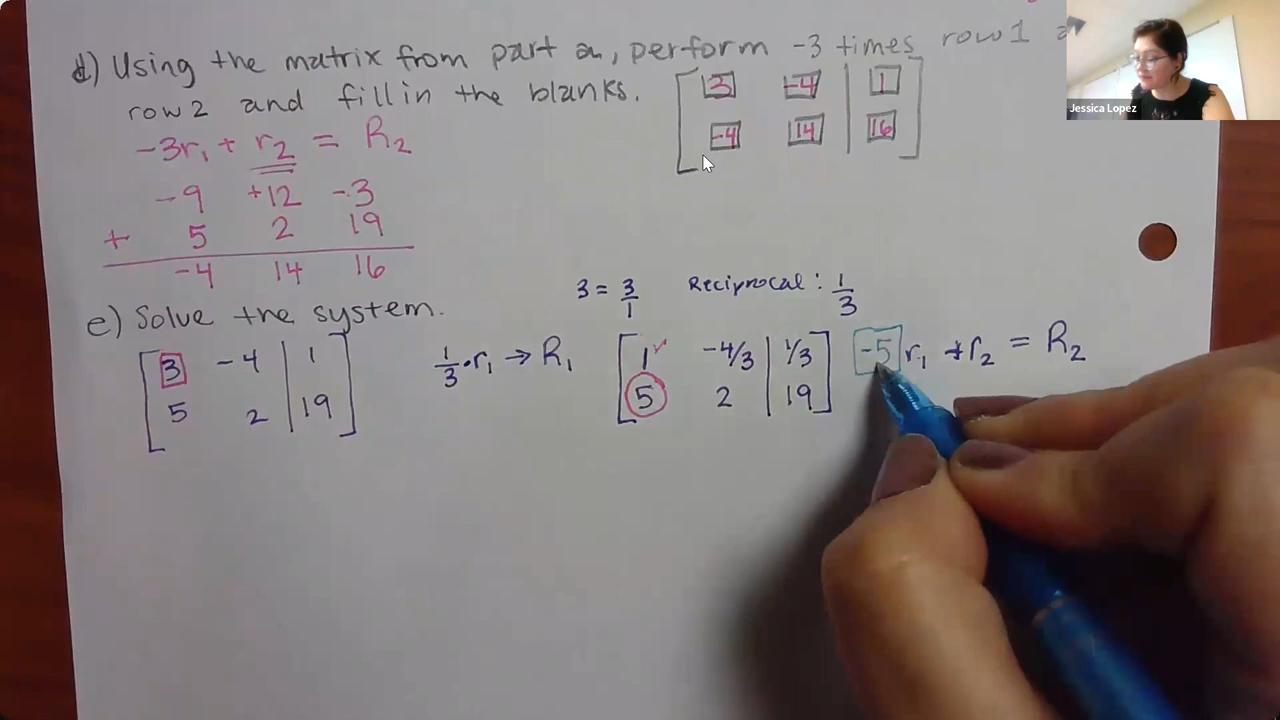 d) Using the matrix from part a, perform -3 times row1
row2 and fill in the blanks.
[ 3 -4 | 1 ]
[ -4 14 | 16 ]
Jessica Lopez
-3r₁ + r₂ = R₂
-9 +12 -3
+ 5 2 19
-4 14 16
e) Solve the system.
3 = 3/1 Reciprocal: 1/3
[ 3 -4 | 1 ]
[ 5 2 | 19 ]
1/3 · r₁ → R₁
[ 1 -4/3 | 1/3 ]
[ 5 2 | 19 ]
-5 r₁ + r₂ = R₂